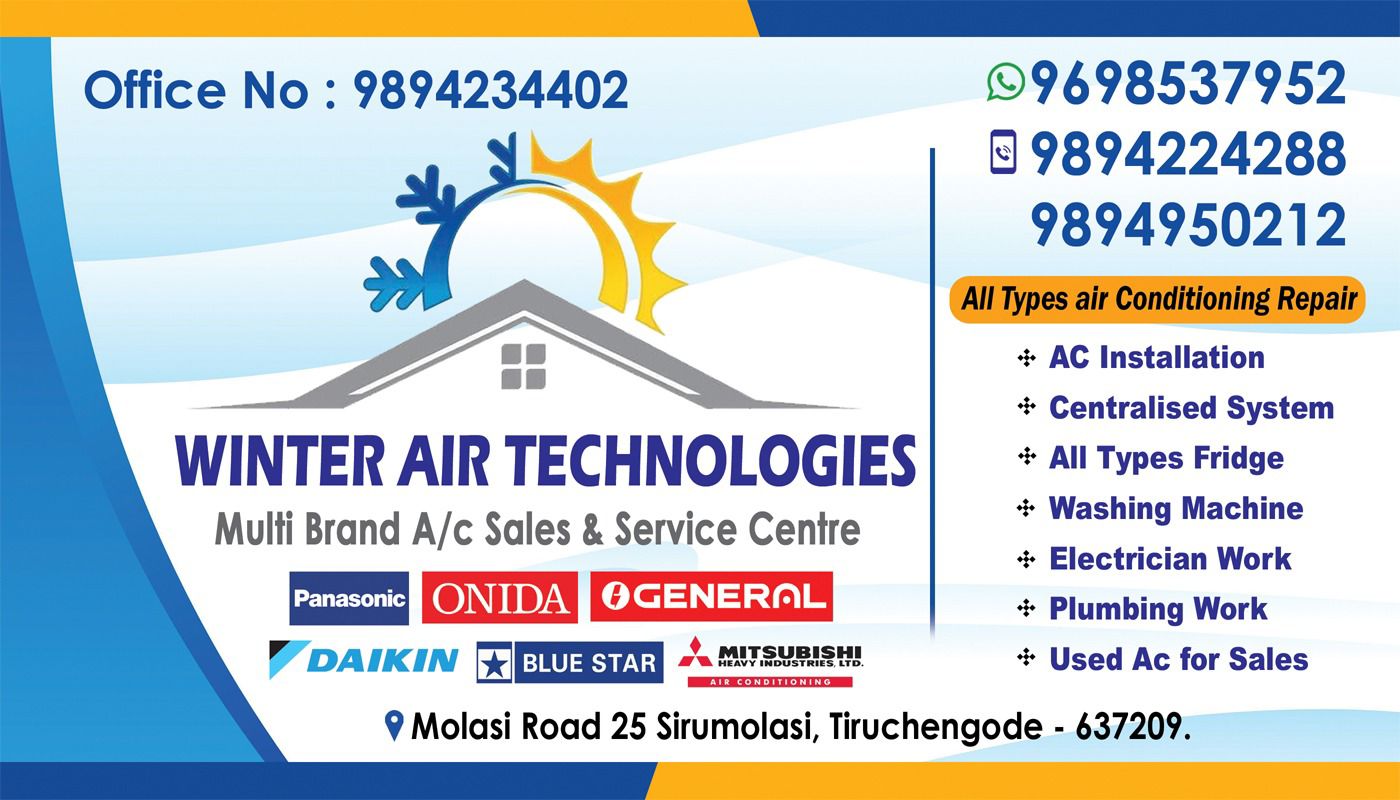 Office No : 9894234402
9698537952
9894224288
9894950212
All Types air Conditioning Repair
AC Installation
Centralised System
All Types Fridge
Washing Machine
Electrician Work
Plumbing Work
Used Ac for Sales
WINTER AIR TECHNOLOGIES
Multi Brand A/c Sales & Service Centre
Panasonic
ONIDA
GENERAL
DAIKIN
BLUE STAR
MITSUBISHI
HEAVY INDUSTRIES, LTD.
AIR CONDITIONING
Molasi Road 25 Sirumolasi, Tiruchengode - 637209.